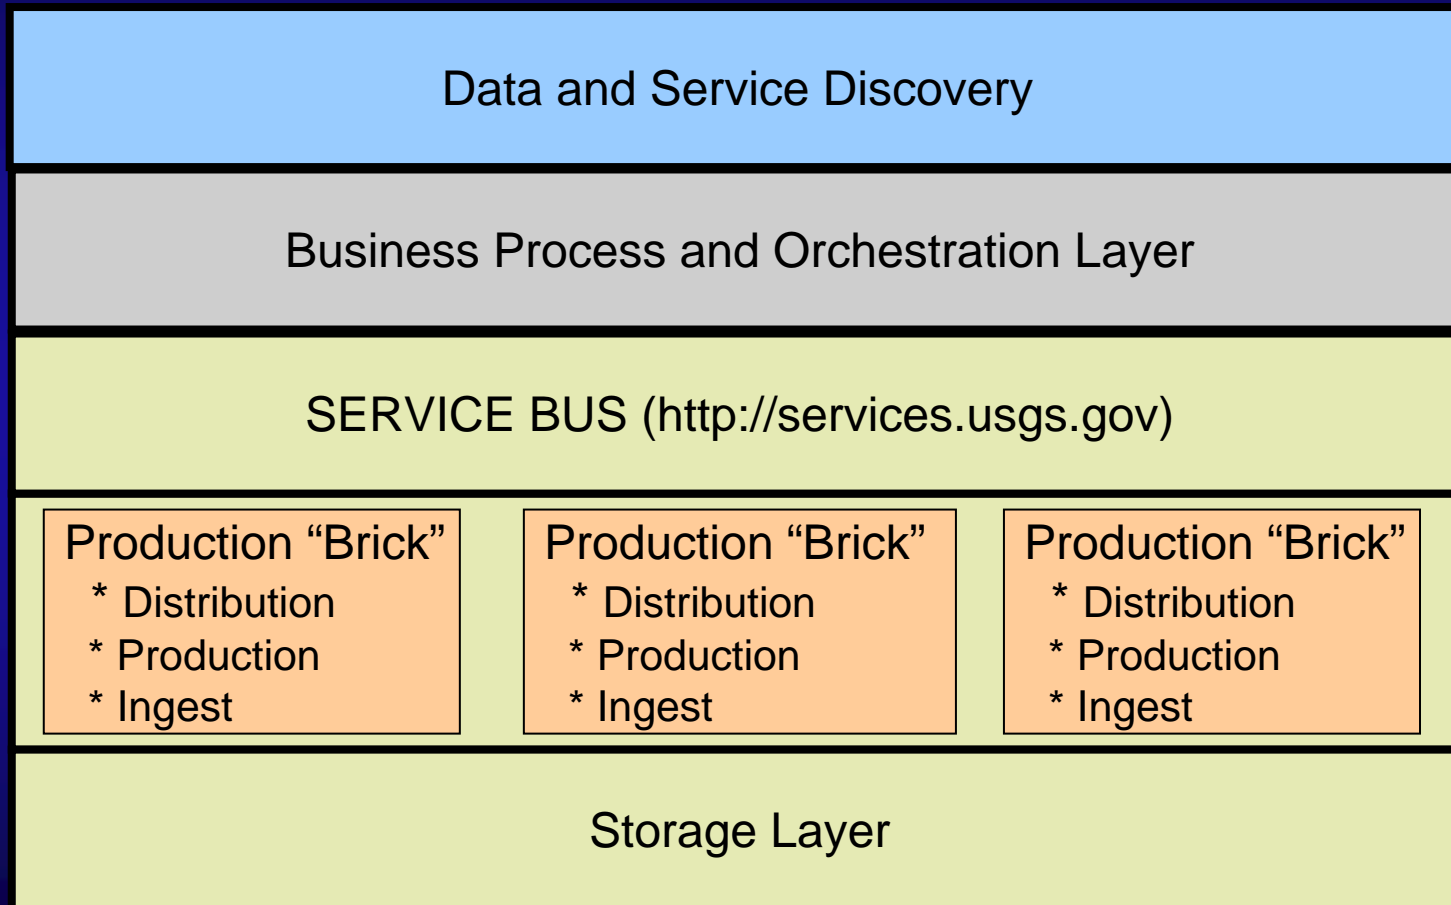 Data and Service Discovery
Business Process and Orchestration Layer
SERVICE BUS (http://services.usgs.gov)
Production “Brick”
* Distribution
* Production
* Ingest
Production “Brick”
* Distribution
* Production
* Ingest
Production “Brick”
* Distribution
* Production
* Ingest
Storage Layer